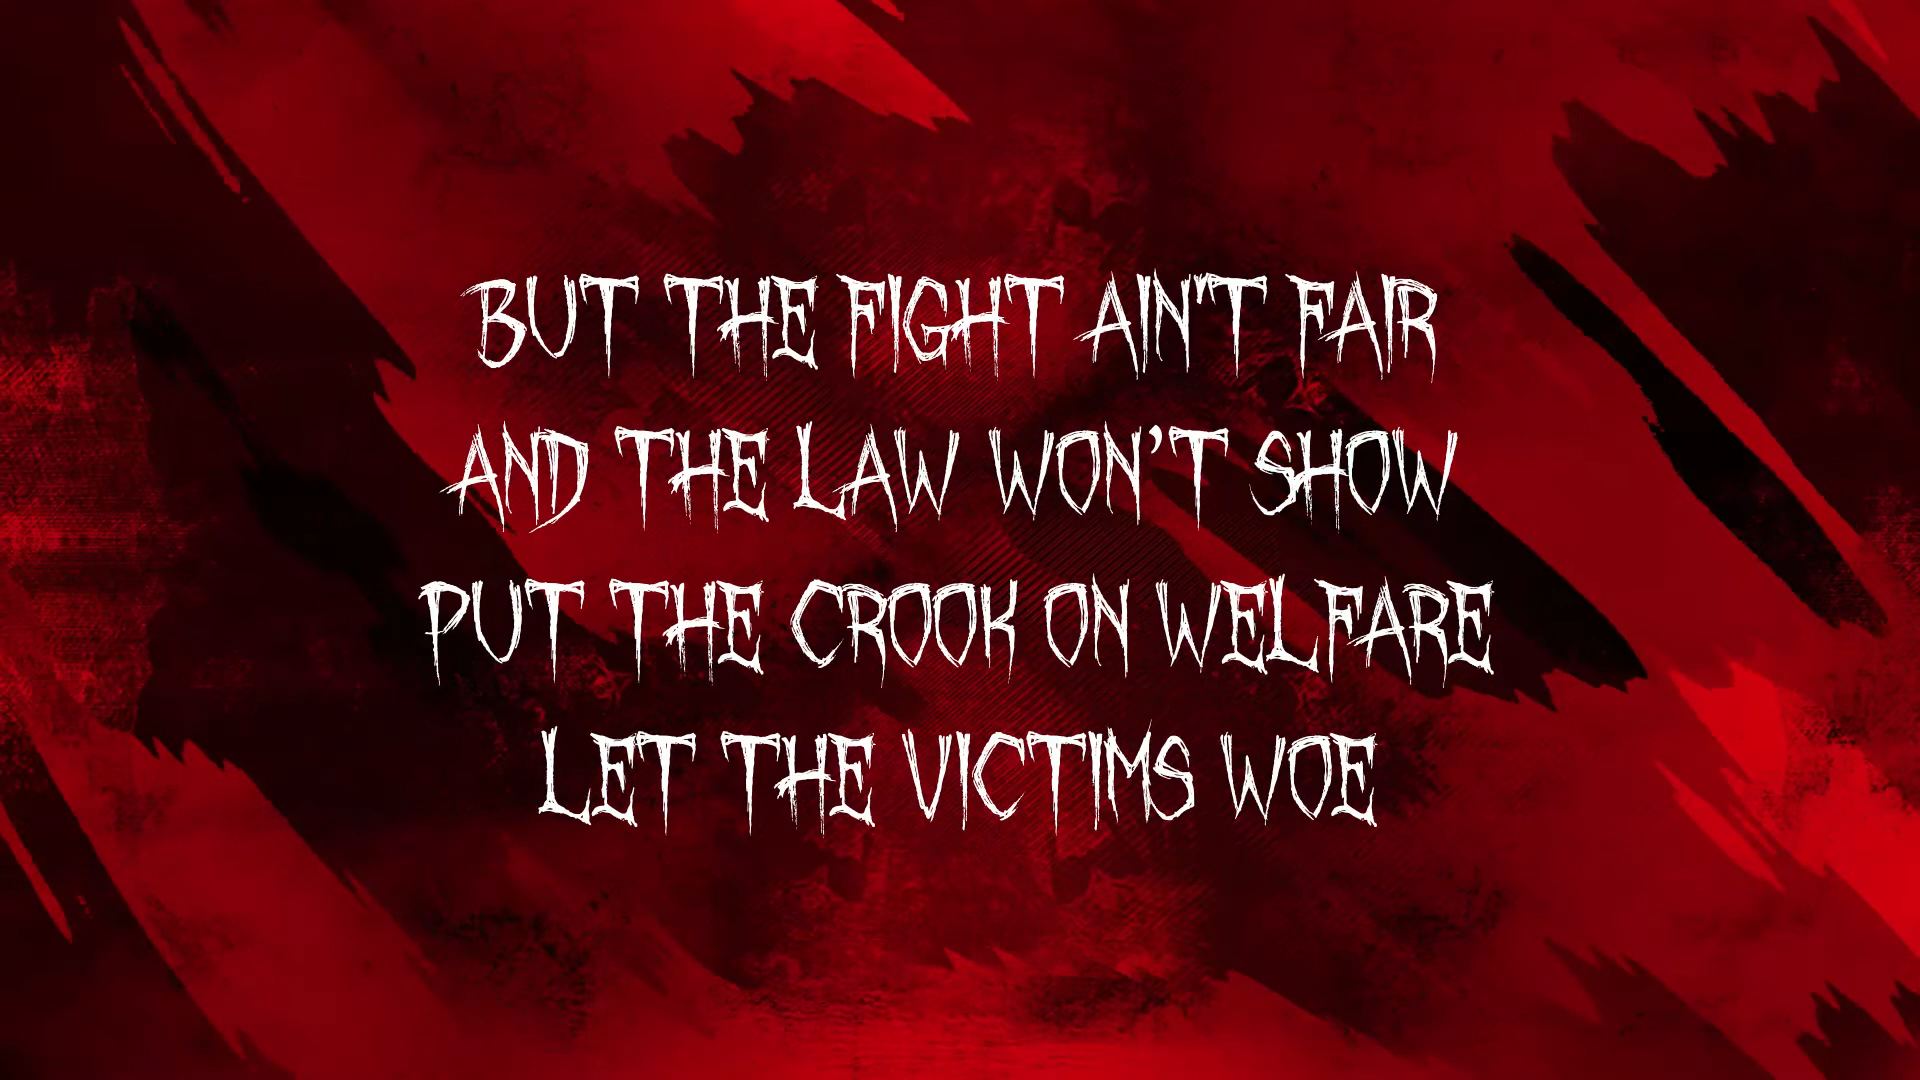 BUT THE FIGHT AIN'T FAIR
AND THE LAW WON’T SHOW
PUT THE CROOK ON WELFARE
LET THE VICTIMS WOE